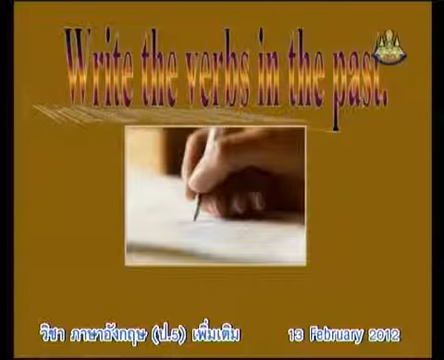 Write the verbs in the past.
วิชา ภาษาอังกฤษ (ป.5) เพิ่มเติม 13 February 2012